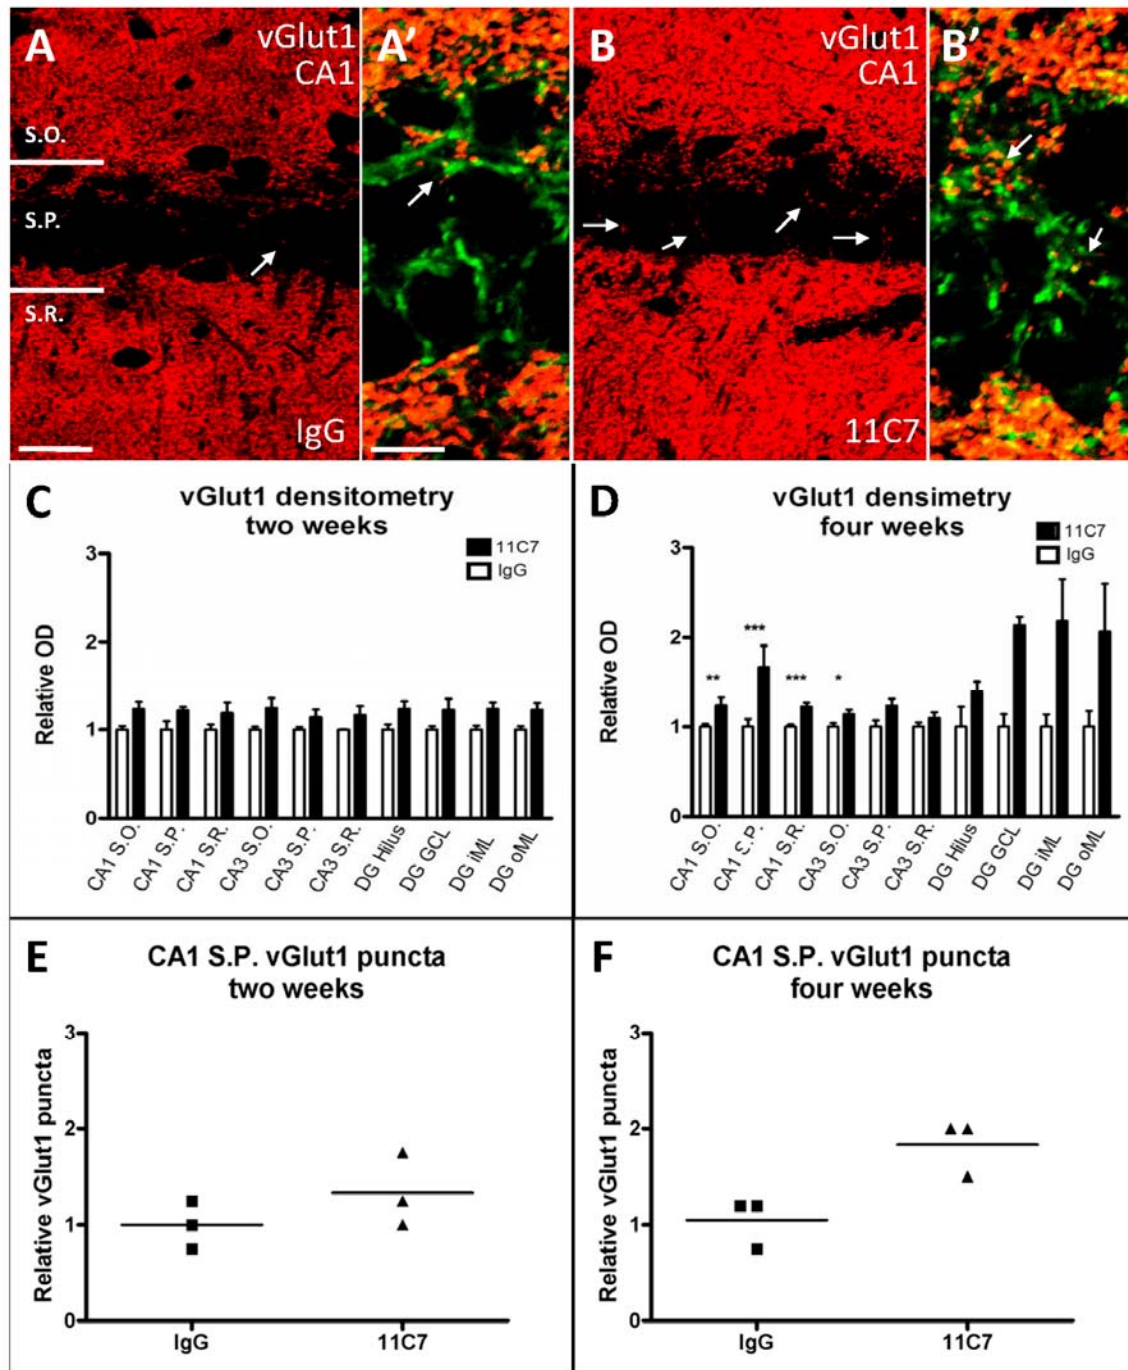 A
vGlut1
CA1
S.O.
S.P.
S.R.
IgG
A’
B
vGlut1
CA1
11C7
B’
C
vGlut1 densitometry
two weeks
11C7
IgG
Relative OD
3
2
1
0
CA1 S.O.
CA1 S.P.
CA1 S.R.
CA3 S.O.
CA3 S.P.
CA3 S.R.
DG Hilus
DG GCL
DG iML
DG oML
D
vGlut1 densimetry
four weeks
11C7
IgG
Relative OD
3
2
1
0
**
***
***
*
CA1 S.O.
CA1 S.P.
CA1 S.R.
CA3 S.O.
CA3 S.P.
CA3 S.R.
DG Hilus
DG GCL
DG iML
DG oML
E
CA1 S.P. vGlut1 puncta
two weeks
Relative vGlut1 puncta
3
2
1
0
IgG
11C7
F
CA1 S.P. vGlut1 puncta
four weeks
Relative vGlut1 puncta
3
2
1
0
IgG
11C7